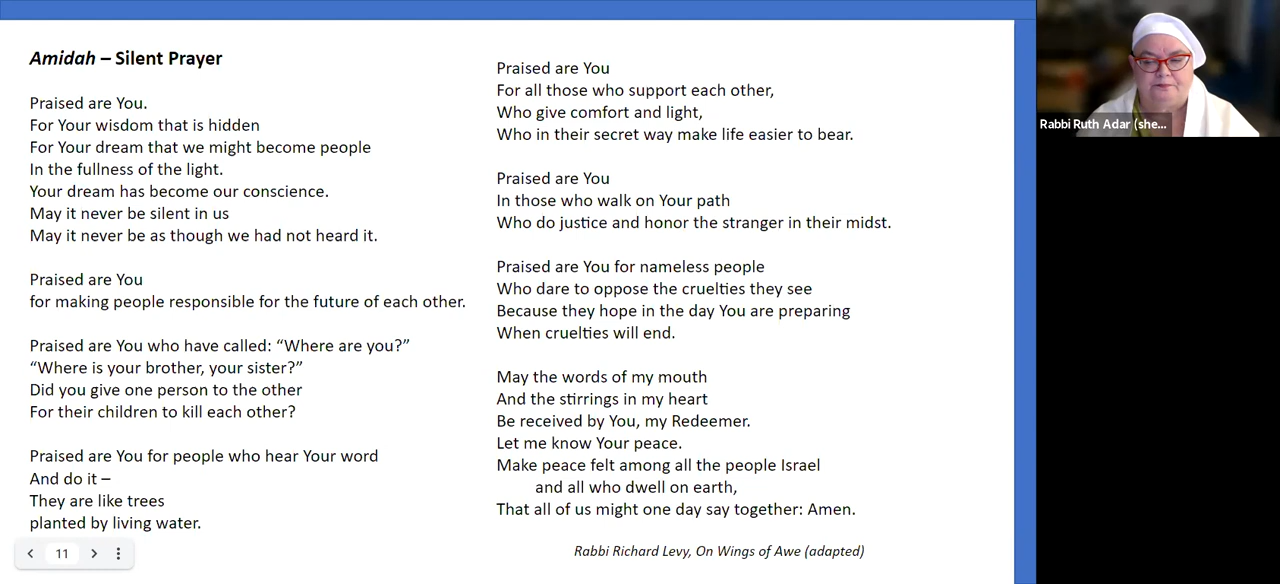 Amidah – Silent Prayer
Praised are You.
For Your wisdom that is hidden
For Your dream that we might become people
In the fullness of the light.
Your dream has become our conscience.
May it never be silent in us
May it never be as though we had not heard it.
Praised are You
for making people responsible for the future of each other.
Praised are You who have called: “Where are you?”
“Where is your brother, your sister?”
Did you give one person to the other
For their children to kill each other?
Praised are You for people who hear Your word
And do it –
They are like trees
planted by living water.
Praised are You
For all those who support each other,
Who give comfort and light,
Who in their secret way make life easier to bear.
Praised are You
In those who walk on Your path
Who do justice and honor the stranger in their midst.
Praised are You for nameless people
Who dare to oppose the cruelties they see
Because they hope in the day You are preparing
When cruelties will end.
May the words of my mouth
And the stirrings in my heart
Be received by You, my Redeemer.
Let me know Your peace.
Make peace felt among all the people Israel
and all who dwell on earth,
That all of us might one day say together: Amen.
Rabbi Richard Levy, On Wings of Awe (adapted)
11
Rabbi Ruth Adar (she...